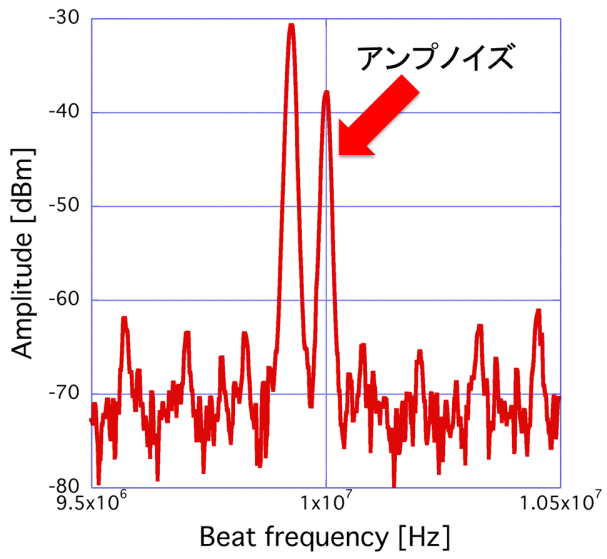 -30
アンプノイズ
-40
-50
Amplitude [dBm]
-60
-70
-80
9.5x10⁶
1x10⁷
1.05x10⁷
Beat frequency [Hz]